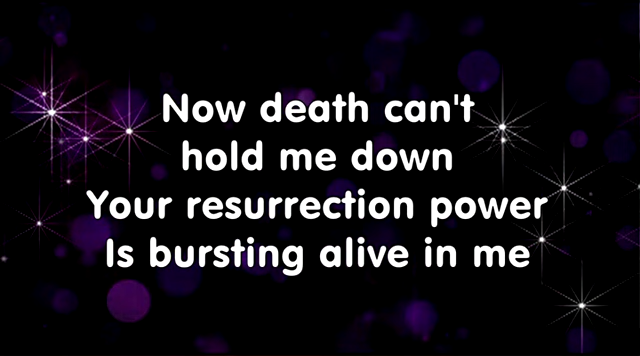 Now death can't
hold me down
Your resurrection power
Is bursting alive in me